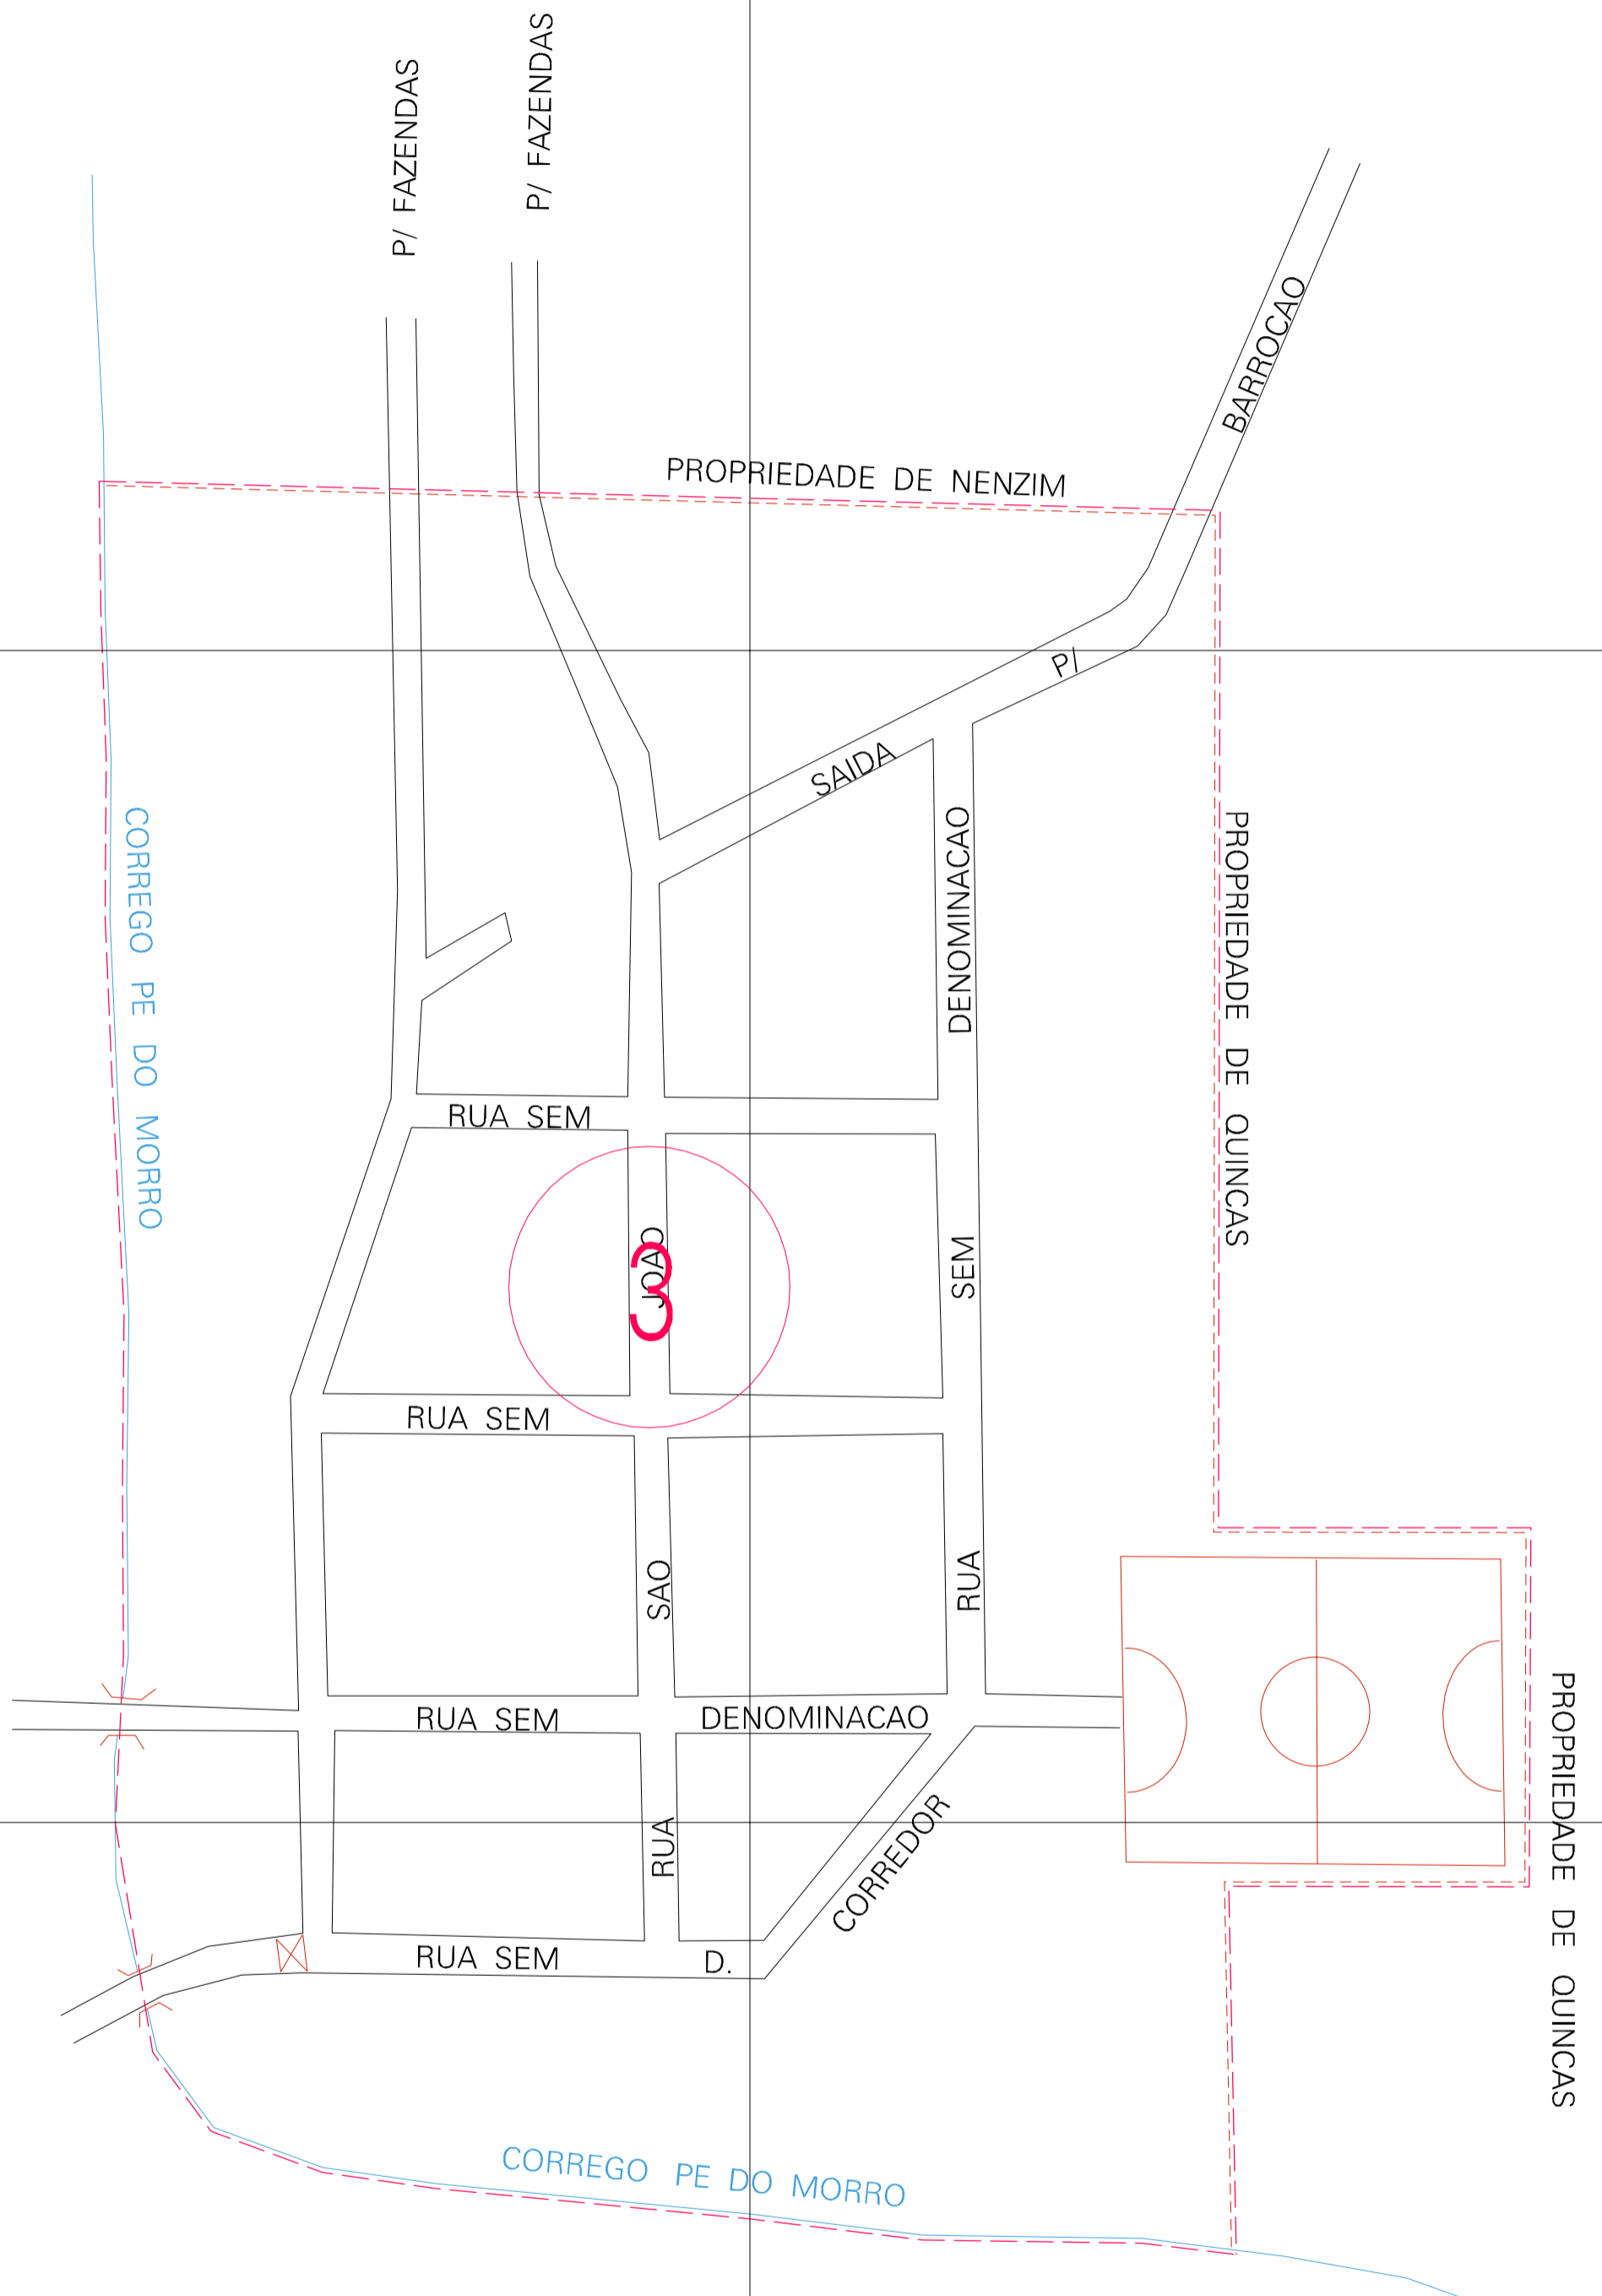 P/ FAZENDAS
P/ FAZENDAS
BARROCAO
P/
SAIDA
PROPRIEDADE DE NENZIM
CORREGO PE DO MORRO
PROPRIEDADE DE QUINCAS
RUA SEM DENOMINACAO
RUA SEM
RUA SAO JOAO
3
RUA SEM
RUA SEM DENOMINACAO
CORREDOR
RUA SEM D.
PROPRIEDADE DE QUINCAS
CORREGO PE DO MORRO